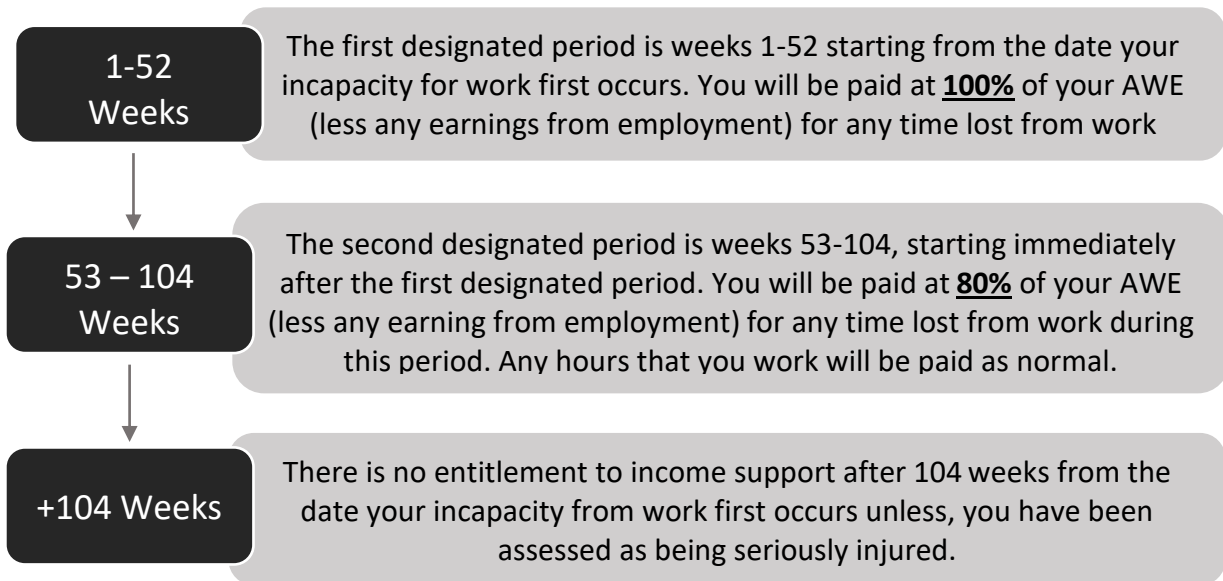 1-52
Weeks
The first designated period is weeks 1-52 starting from the date your
incapacity for work first occurs. You will be paid at 100% of your AWE
(less any earnings from employment) for any time lost from work
53 – 104
Weeks
The second designated period is weeks 53-104, starting immediately
after the first designated period. You will be paid at 80% of your AWE
(less any earning from employment) for any time lost from work during
this period. Any hours that you work will be paid as normal.
+104 Weeks
There is no entitlement to income support after 104 weeks from the
date your incapacity from work first occurs unless, you have been
assessed as being seriously injured.